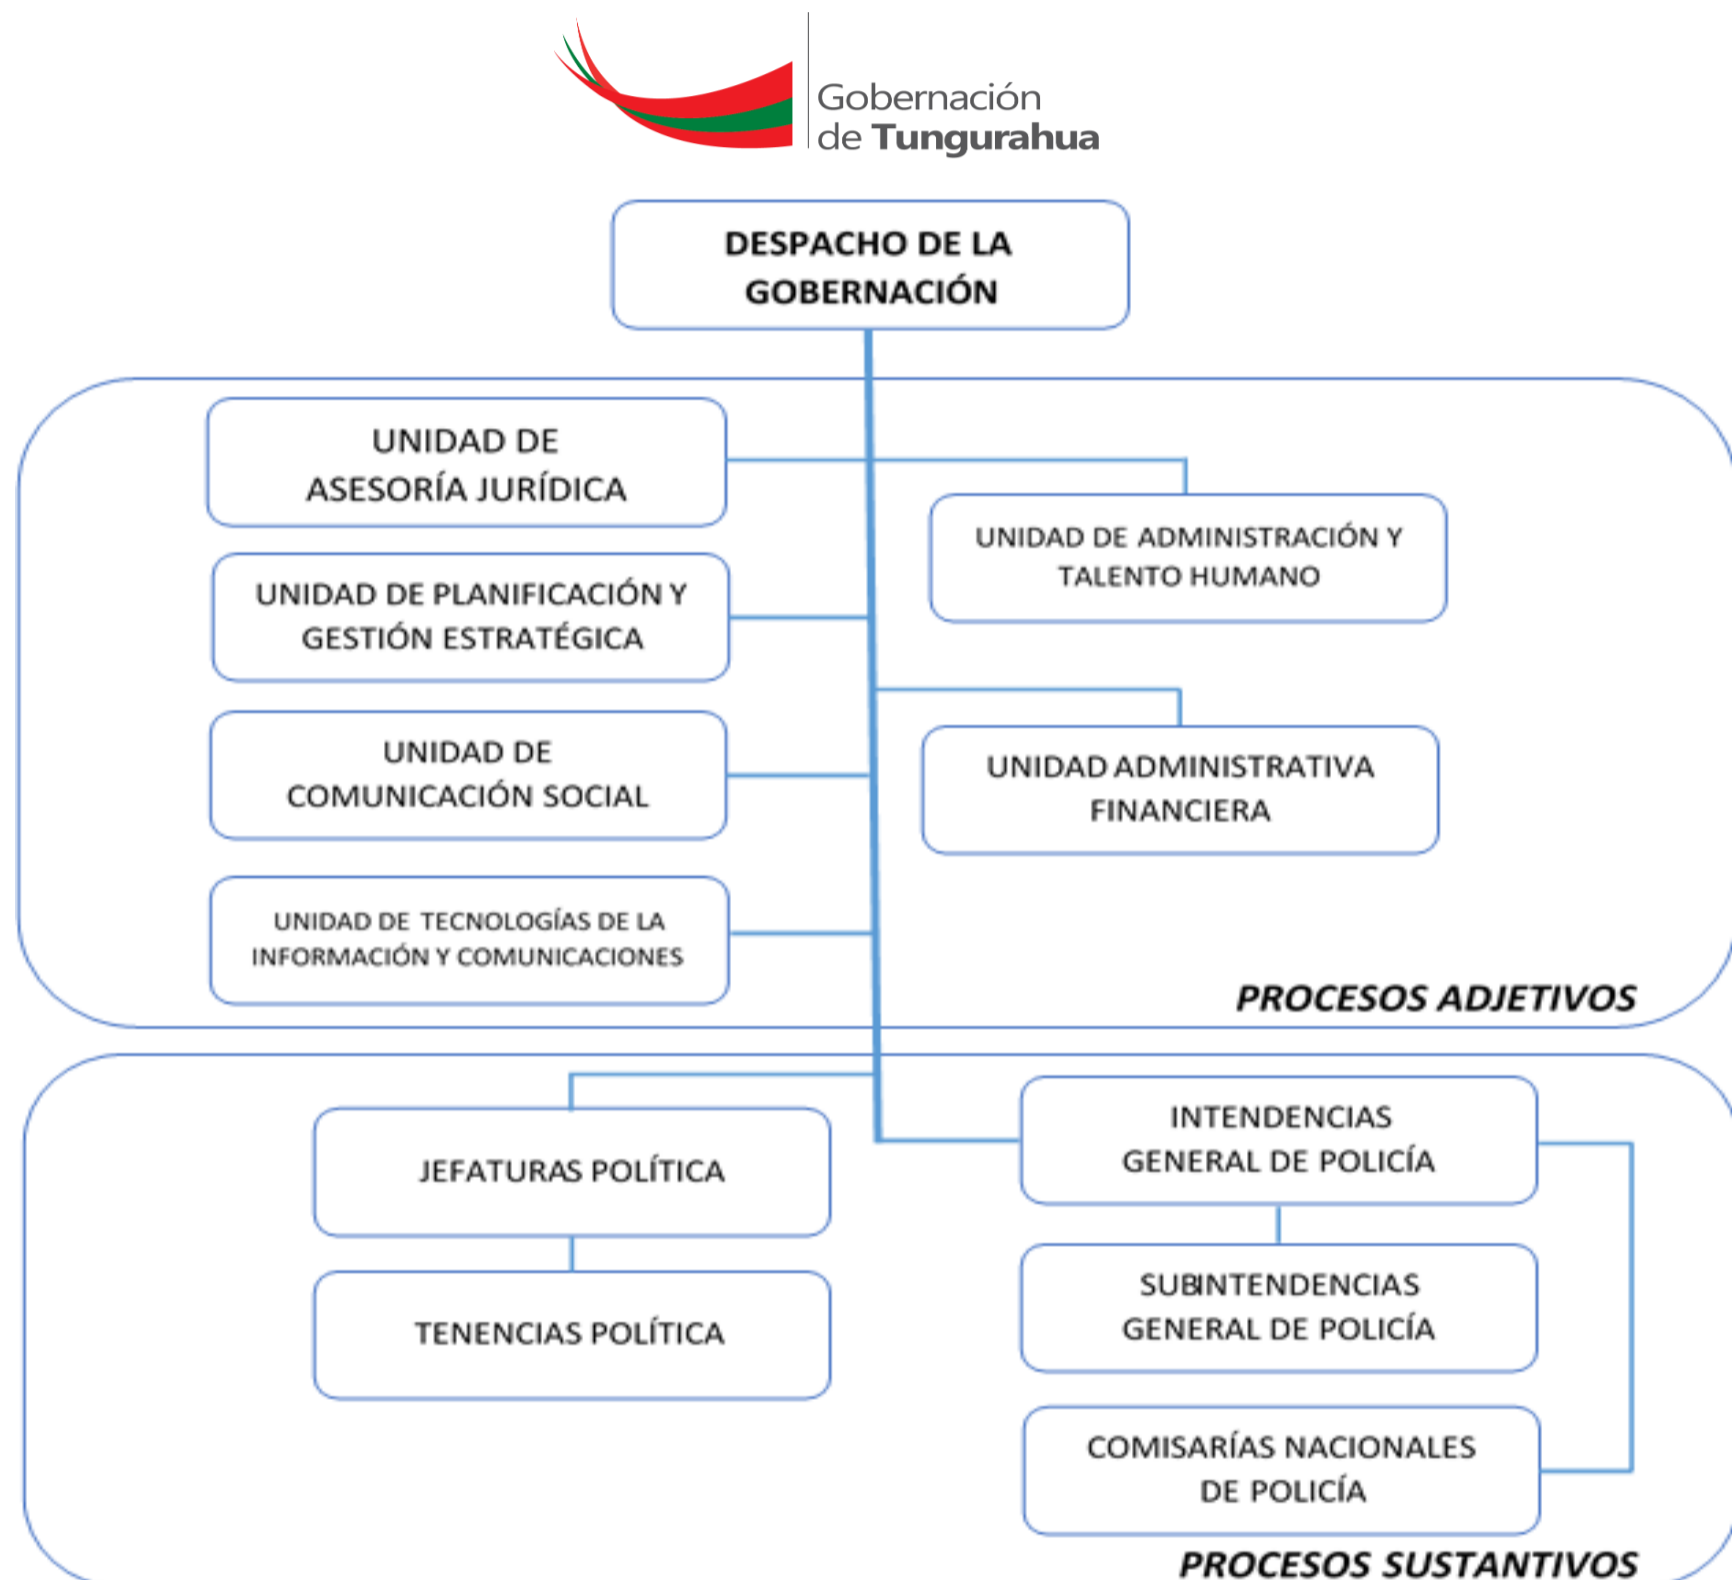 Gobernación
de Tungurahua
DESPACHO DE LA
GOBERNACIÓN
UNIDAD DE
ASESORÍA JURÍDICA
UNIDAD DE ADMINISTRACIÓN Y
TALENTO HUMANO
UNIDAD DE PLANIFICACIÓN Y
GESTIÓN ESTRATÉGICA
UNIDAD DE
COMUNICACIÓN SOCIAL
UNIDAD ADMINISTRATIVA
FINANCIERA
UNIDAD DE TECNOLOGÍAS DE LA
INFORMACIÓN Y COMUNICACIONES
PROCESOS ADJETIVOS
JEFATURAS POLÍTICA
TENENCIAS POLÍTICA
INTENDENCIAS
GENERAL DE POLICÍA
SUBINTENDENCIAS
GENERAL DE POLICÍA
COMISARÍAS NACIONALES
DE POLICÍA
PROCESOS SUSTANTIVOS